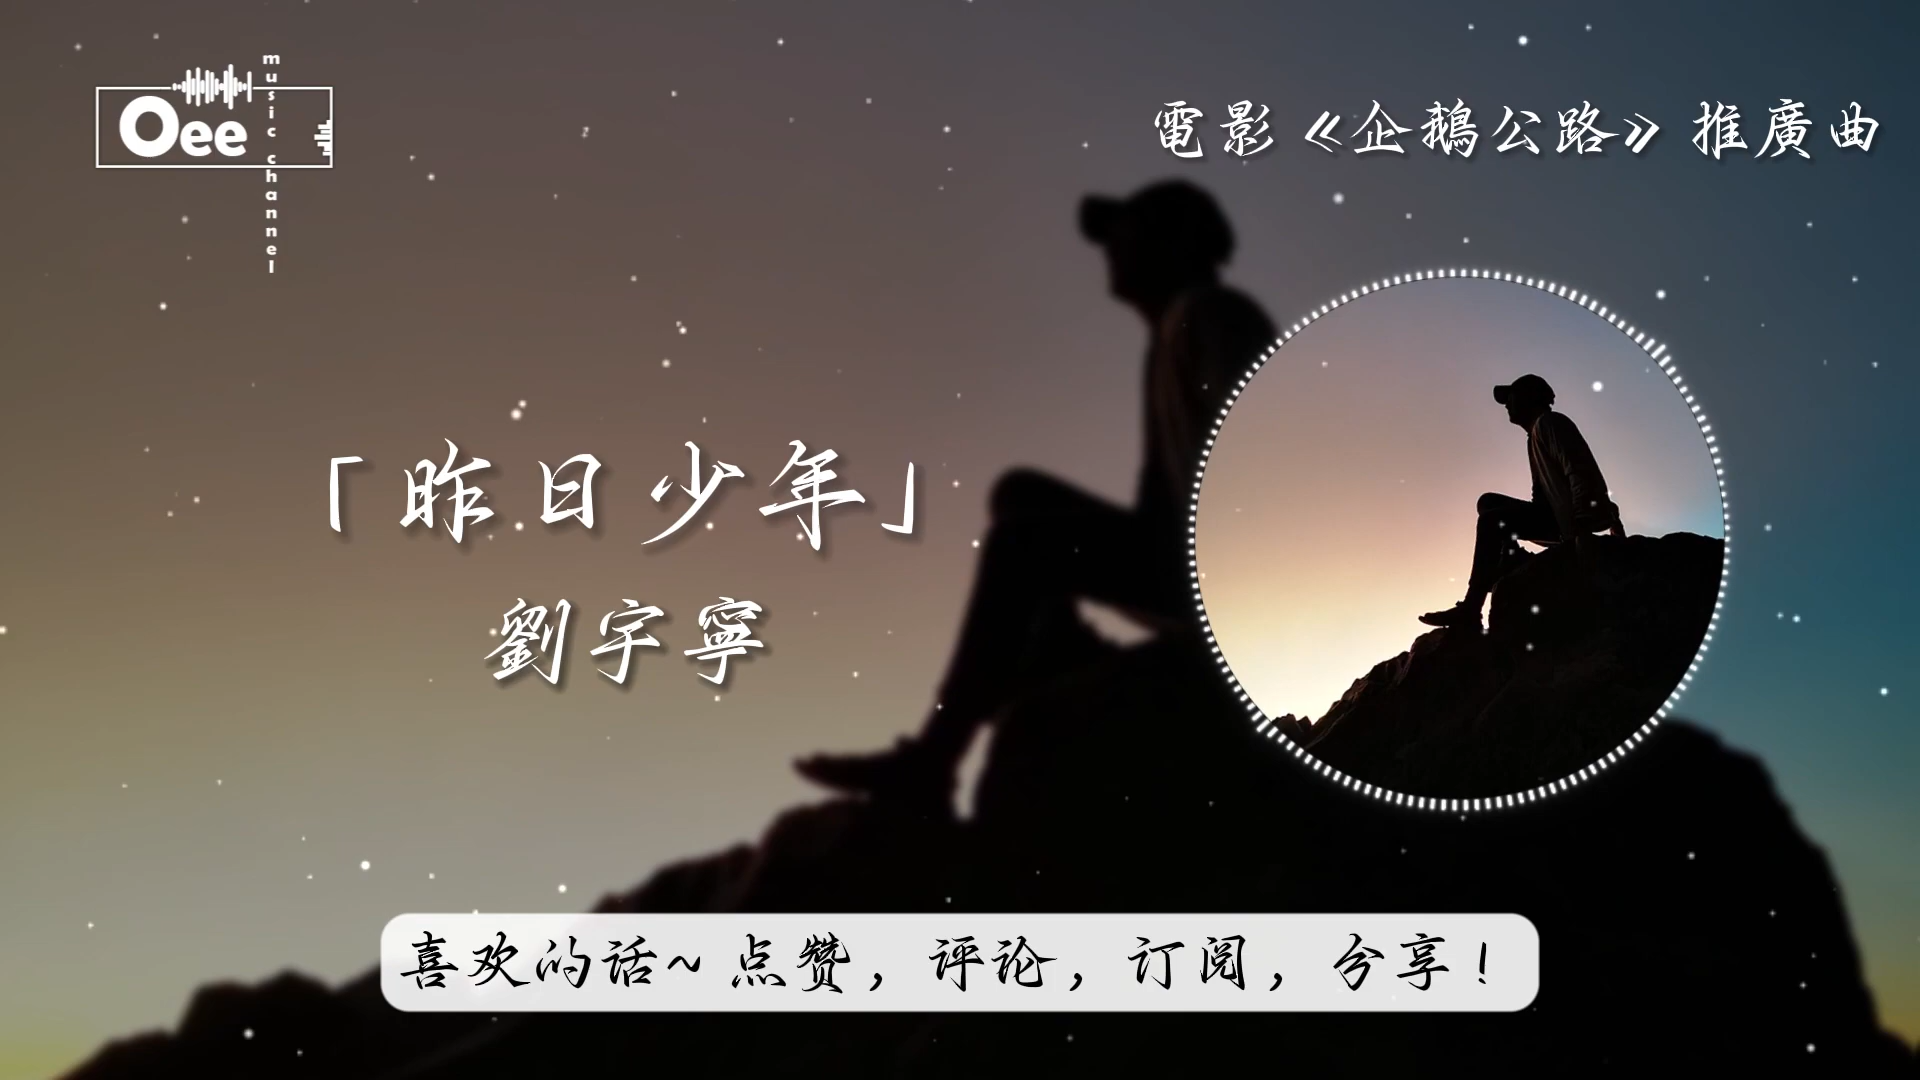 Oee
music channel
電影《企鵝公路》推廣曲
「昨日少年」
劉宇寧
喜欢的话~点赞，评论，订阅，分享！